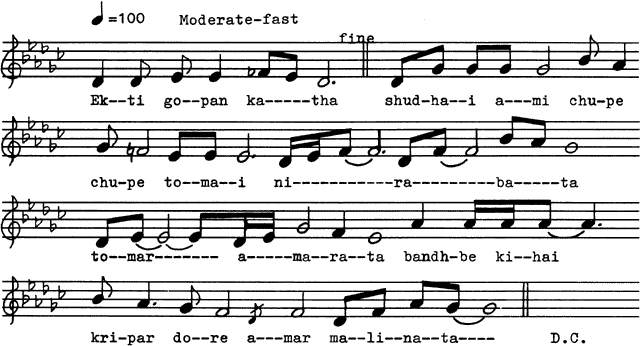 =100 Moderate-fast
fine
Ek--ti go--pan ka-----tha shud-ha--i a---mi chu-pe
chu-pe to--ma--i ni-----------ra---------ba-----ta
to--mar------- a-----ma--ra--ta bandh-be ki--hai
kri-par do--re a---mar ma--li--na--ta---- D.C.